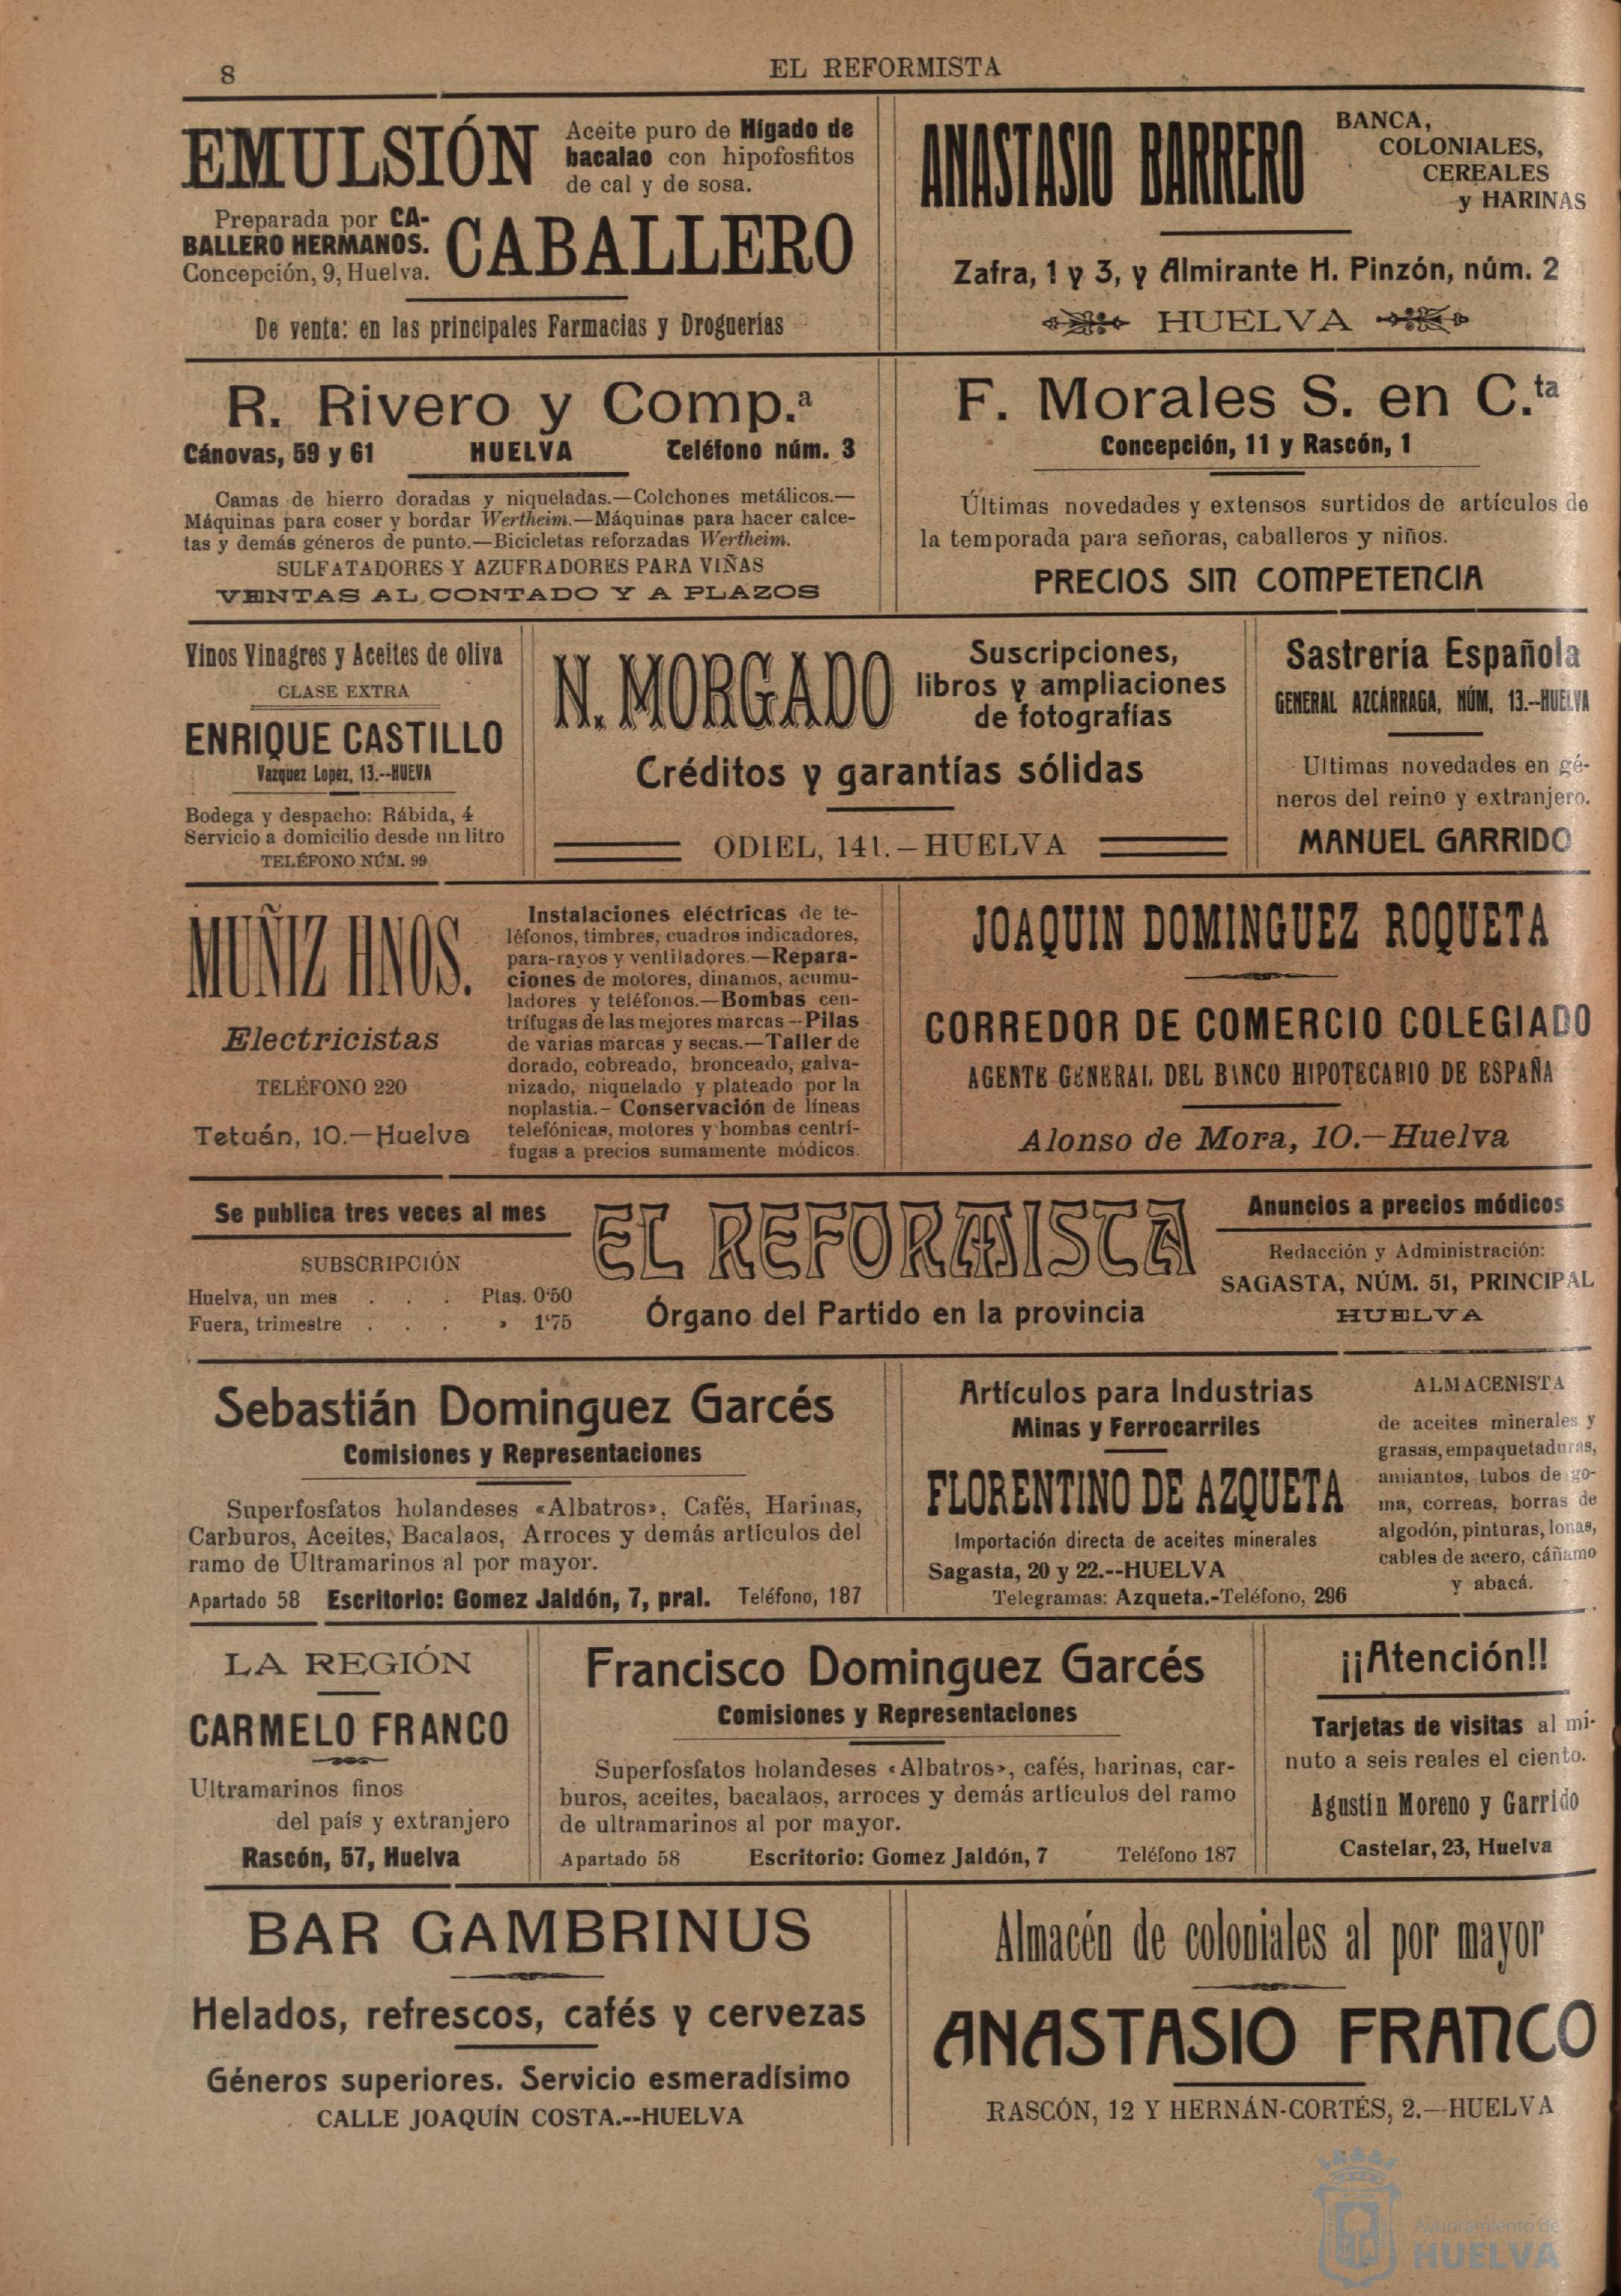 8
EL REFORMISTA
EMULSIÓN
Aceite puro de Hígado de
bacalao con hipofosfitos
de cal y de sosa.
Preparada por CA-
BALLERO HERMANOS.
Concepción, 9, Huelva.
CABALLERO
De venta: en las principales Farmacias y Droguerías
ANASTASIO BARRERO
BANCA,
COLONIALES,
CEREALES
y HARINAS
Zafra, 1 y 3, y Almirante H. Pinzón, núm. 2
HUELVA
R. Rivero y Comp.ª
Cánovas, 59 y 61 HUELVA Teléfono núm. 3
Camas de hierro doradas y niqueladas.—Colchones metálicos.—
Máquinas para coser y bordar Wertheim.—Máquinas para hacer calce-
tas y demás géneros de punto.—Bicicletas reforzadas Wertheim.
SULFATADORES Y AZUFRADORES PARA VIÑAS
VENTAS AL CONTADO Y A PLAZOS
F. Morales S. en C.ta
Concepción, 11 y Rascón, 1
Últimas novedades y extensos surtidos de artículos de
la temporada para señoras, caballeros y niños.
PRECIOS SIN COMPETENCIA
Vinos Vinagres y Aceites de oliva
CLASE EXTRA
ENRIQUE CASTILLO
Vazquez Lopez, 13.--HUEVA
Bodega y despacho: Rábida, 4
Servicio a domicilio desde un litro
TELÉFONO NÚM. 99
N. MORGADO
Suscripciones,
libros y ampliaciones
de fotografías
Créditos y garantías sólidas
ODIEL, 141.—HUELVA
Sastrería Española
GENERAL AZCÁRRAGA, NÚM, 13.--HUELVA
Ultimas novedades en gé-
neros del reino y extranjero.
MANUEL GARRIDO
MUÑIZ HNOS.
Electricistas
TELÉFONO 220
Tetuán, 10.—Huelva
Instalaciones eléctricas de te-
léfonos, timbres, cuadros indicadores,
para-rayos y ventiladores.—Repara-
ciones de motores, dinamos, acumu-
ladores y teléfonos.—Bombas cen-
trífugas de las mejores marcas--Pilas
de varias marcas y secas.—Taller de
dorado, cobreado, bronceado, galva-
nizado, niquelado y plateado por la
noplastia.—Conservación de líneas
telefónicas, motores y bombas centrí-
fugas a precios sumamente módicos.
JOAQUIN DOMINGUEZ ROQUETA
CORREDOR DE COMERCIO COLEGIADO
AGENTE GENERAL DEL BANCO HIPOTECARIO DE ESPAÑA
Alonso de Mora, 10.—Huelva
Se publica tres veces al mes
SUBSCRIPCIÓN
Huelva, un mes . . . Ptas. 0'50
Fuera, trimestre . . . » 1'75
EL REFORMISTA
Órgano del Partido en la provincia
Anuncios a precios módicos
Redacción y Administración:
SAGASTA, NÚM. 51, PRINCIPAL
HUELVA
Sebastián Dominguez Garcés
Comisiones y Representaciones
Superfosfatos holandeses «Albatros», Cafés, Harinas,
Carburos, Aceites, Bacalaos, Arroces y demás artículos del
ramo de Ultramarinos al por mayor.
Apartado 58 Escritorio: Gomez Jaldón, 7, pral. Teléfono, 187
Artículos para Industrias
Minas y Ferrocarriles
FLORENTINO DE AZQUETA
Importación directa de aceites minerales
Sagasta, 20 y 22.--HUELVA
Telegramas: Azqueta.-Teléfono, 296
ALMACENISTA
de aceites minerales y
grasas, empaquetaduras,
amiantos, tubos de go-
ma, correas, borras de
algodón, pinturas, lonas,
cables de acero, cáñamo
y abacá.
LA REGIÓN
CARMELO FRANCO
Ultramarinos finos
del país y extranjero
Rascón, 57, Huelva
Francisco Dominguez Garcés
Comisiones y Representaciones
Superfosfatos holandeses «Albatros», cafés, harinas, car-
buros, aceites, bacalaos, arroces y demás artículos del ramo
de ultramarinos al por mayor.
Apartado 58 Escritorio: Gomez Jaldón, 7 Teléfono 187
¡¡Atención!!
Tarjetas de visitas al mi-
nuto a seis reales el ciento.
Agustín Moreno y Garrido
Castelar, 23, Huelva
BAR GAMBRINUS
Helados, refrescos, cafés y cervezas
Géneros superiores. Servicio esmeradísimo
CALLE JOAQUÍN COSTA.--HUELVA
Almacén de coloniales al por mayor
ANASTASIO FRANCO
RASCÓN, 12 Y HERNÁN-CORTÉS, 2.—HUELVA
Ayuntamiento de
HUELVA